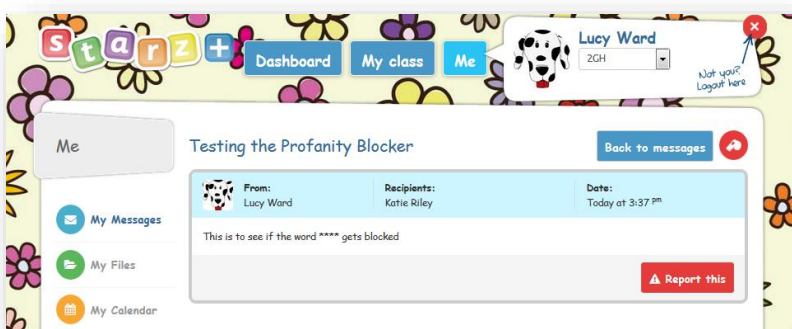 starz+
Dashboard
My class
Me
Lucy Ward
2GH
Not you?
Logout here
Me
Testing the Profanity Blocker
Back to messages
From:
Lucy Ward
Recipients:
Katie Riley
Date:
Today at 3:37 pm
My Messages
This is to see if the word **** gets blocked
My Files
Report this
My Calendar